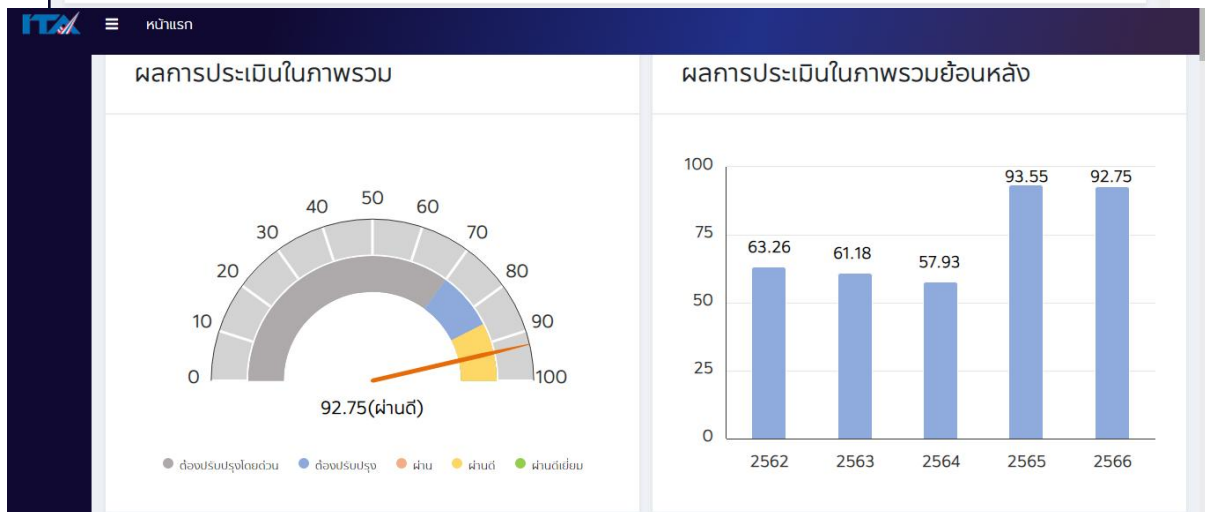 ITA หน้าแรก
ผลการประเมินในภาพรวม
0
10
20
30
40
50
60
70
80
90
100
92.75(ผ่านดี)
ต้องปรับปรุงโดยด่วน ต้องปรับปรุง ผ่าน ผ่านดี ผ่านดีเยี่ยม
ผลการประเมินในภาพรวมย้อนหลัง
100
75
50
25
0
63.26 61.18 57.93 93.55 92.75
2562 2563 2564 2565 2566